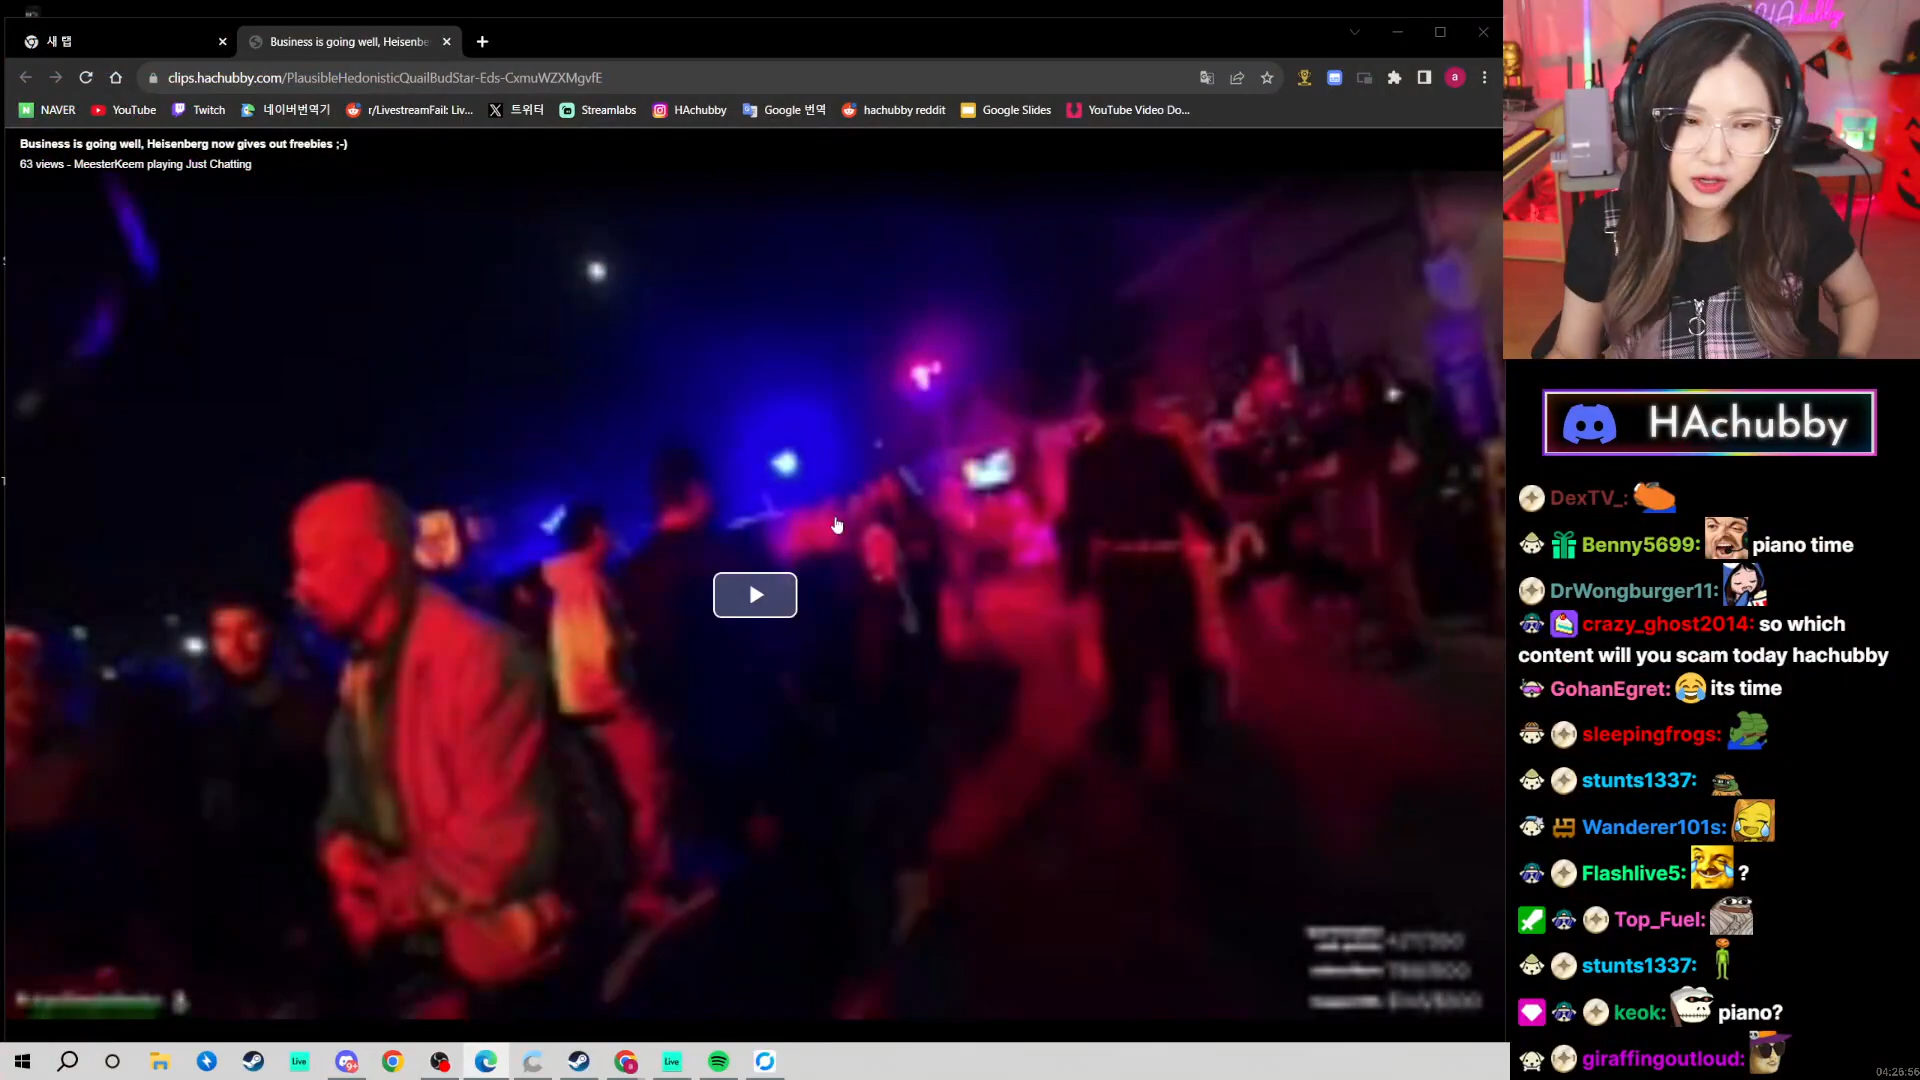 새 탭
Business is going well, Heisenbe
clips.hachubby.com/PlausibleHedonisticQuailBudStar-Eds-CxmuWZXMgvfE
a
NAVER
YouTube
Twitch
네이버번역기
r/LivestreamFail: Liv...
트위터
Streamlabs
HAchubby
Google 번역
hachubby reddit
Google Slides
YouTube Video Do...
Business is going well, Heisenberg now gives out freebies ;-)
63 views - MeesterKeem playing Just Chatting
HAchubby
DexTV_:
Benny5699: piano time
DrWongburger11:
crazy_ghost2014: so which
content will you scam today hachubby
GohanEgret: its time
sleepingfrogs:
stunts1337:
Wanderer101s:
Flashlive5: ?
Top_Fuel:
stunts1337:
keok: piano?
giraffingoutloud:
Live
9+
Live
04:26:56